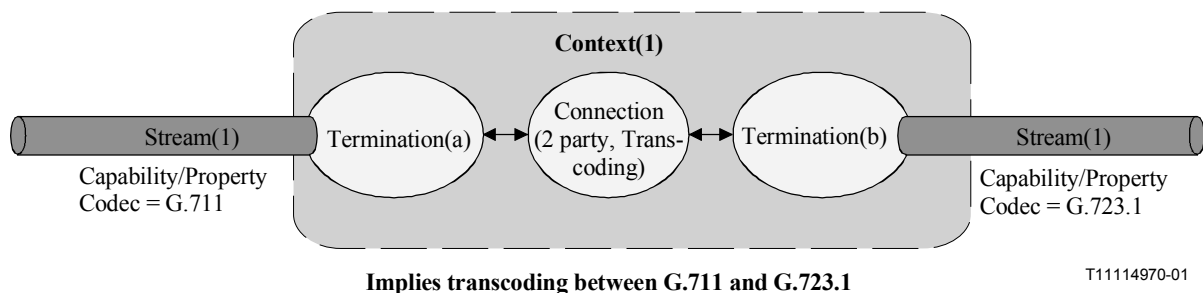 Context(1)
Stream(1)
Termination(a)
Connection
(2 party, Trans-
coding)
Termination(b)
Stream(1)
Capability/Property
Codec = G.711
Capability/Property
Codec = G.723.1
Implies transcoding between G.711 and G.723.1
T11114970-01